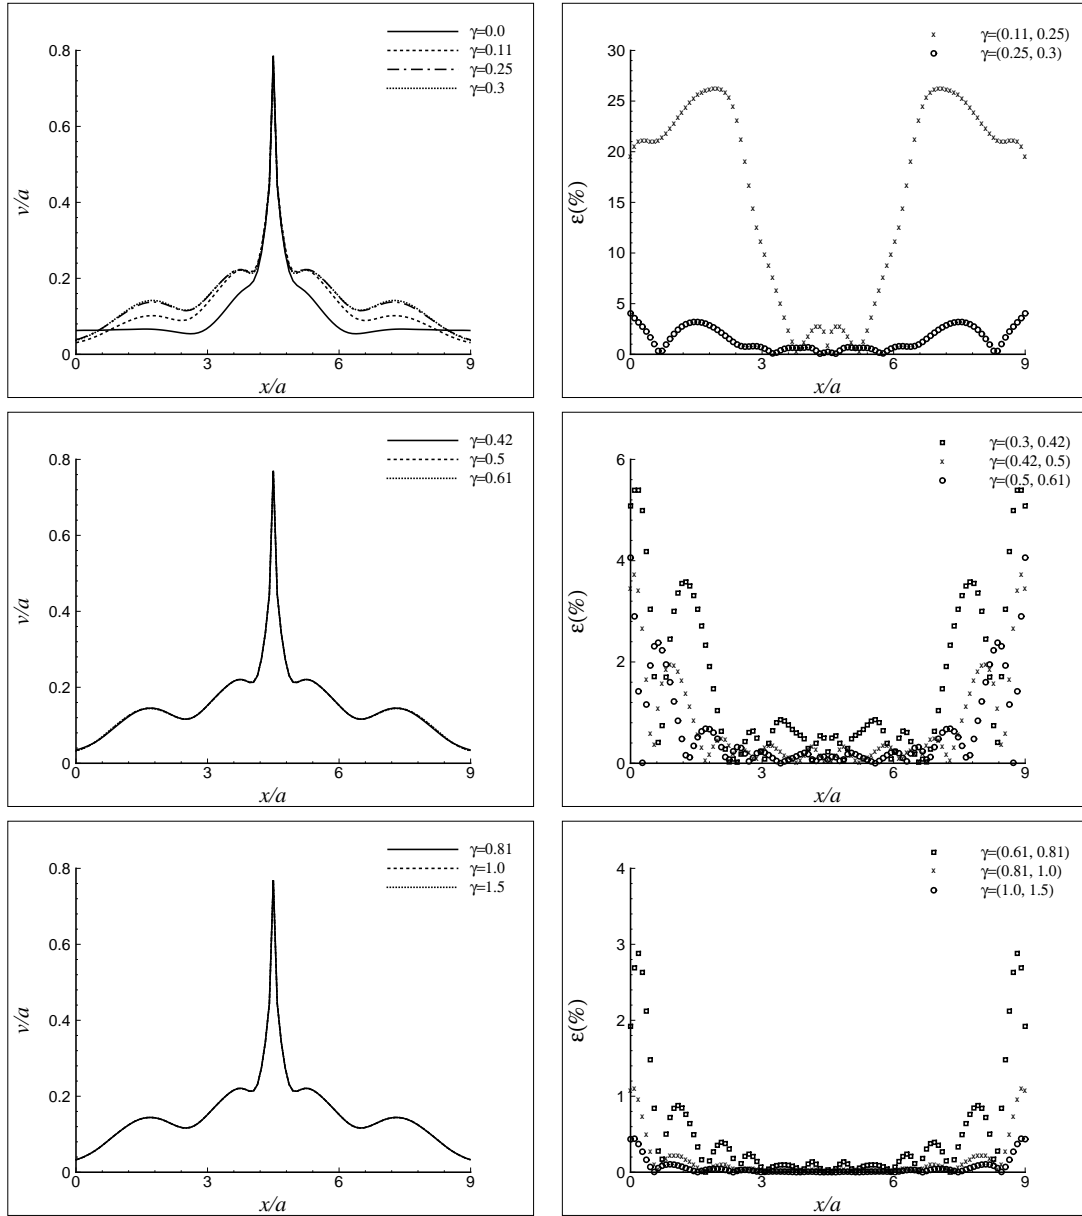 γ=0.0
γ=0.11
γ=0.25
γ=0.3
0.8
0.6
0.4
0.2
0
v/a
0 3 6 9
x/a
γ=(0.11, 0.25)
γ=(0.25, 0.3)
30
25
20
15
10
5
0
ε(%)
0 3 6 9
x/a
γ=0.42
γ=0.5
γ=0.61
0.8
0.6
0.4
0.2
0
v/a
0 3 6 9
x/a
γ=(0.3, 0.42)
γ=(0.42, 0.5)
γ=(0.5, 0.61)
6
4
2
0
ε(%)
0 3 6 9
x/a
γ=0.81
γ=1.0
γ=1.5
0.8
0.6
0.4
0.2
0
v/a
0 3 6 9
x/a
γ=(0.61, 0.81)
γ=(0.81, 1.0)
γ=(1.0, 1.5)
4
3
2
1
0
ε(%)
0 3 6 9
x/a